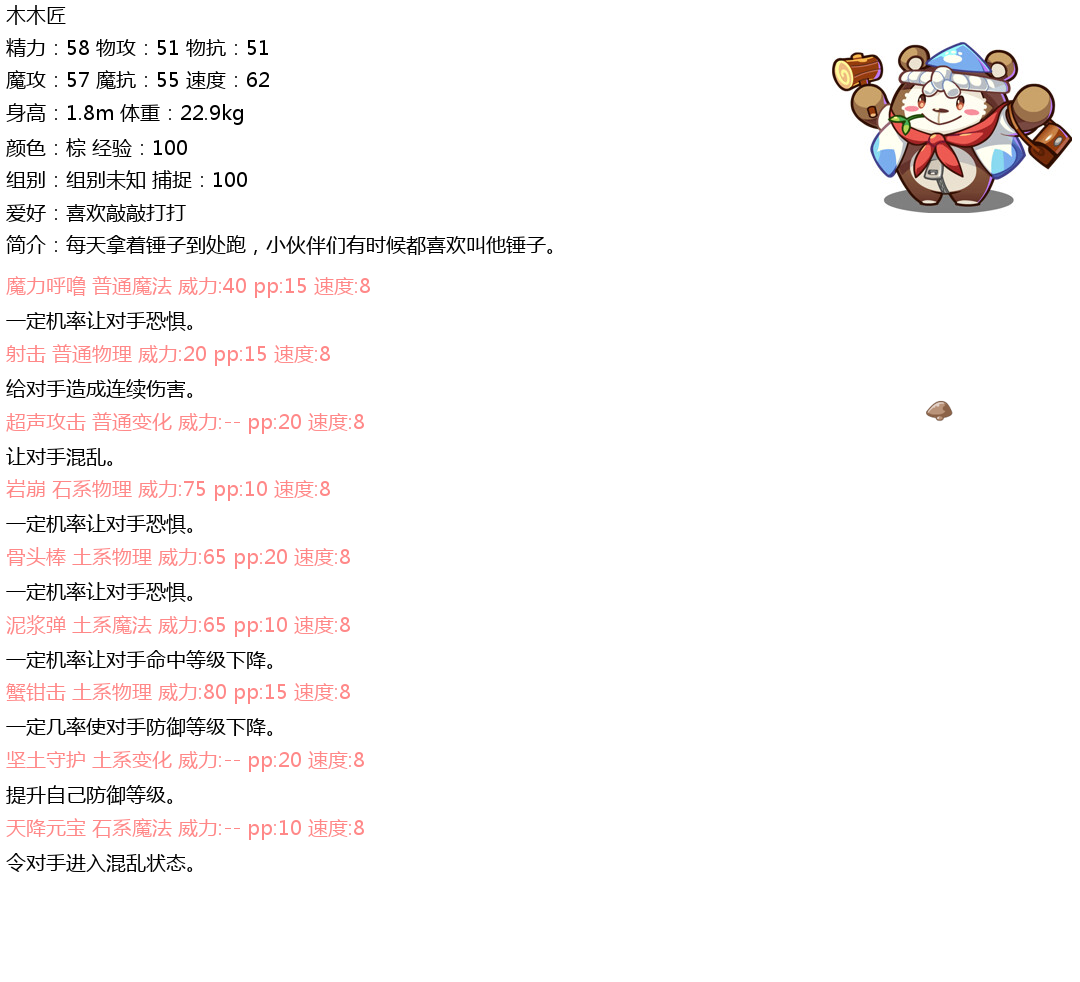 木木匠
精力：58 物攻：51 物抗：51
魔攻：57 魔抗：55 速度：62
身高：1.8m 体重：22.9kg
颜色：棕 经验：100
组别：组别未知 捕捉：100
爱好：喜欢敲敲打打
简介：每天拿着锤子到处跑，小伙伴们有时候都喜欢叫他锤子。
魔力呼噜 普通魔法 威力:40 pp:15 速度:8
一定机率让对手恐惧。
射击 普通物理 威力:20 pp:15 速度:8
给对手造成连续伤害。
超声攻击 普通变化 威力:-- pp:20 速度:8
让对手混乱。
岩崩 石系物理 威力:75 pp:10 速度:8
一定机率让对手恐惧。
骨头棒 土系物理 威力:65 pp:20 速度:8
一定机率让对手恐惧。
泥浆弹 土系魔法 威力:65 pp:10 速度:8
一定机率让对手命中等级下降。
蟹钳击 土系物理 威力:80 pp:15 速度:8
一定几率使对手防御等级下降。
坚土守护 土系变化 威力:-- pp:20 速度:8
提升自己防御等级。
天降元宝 石系魔法 威力:-- pp:10 速度:8
令对手进入混乱状态。